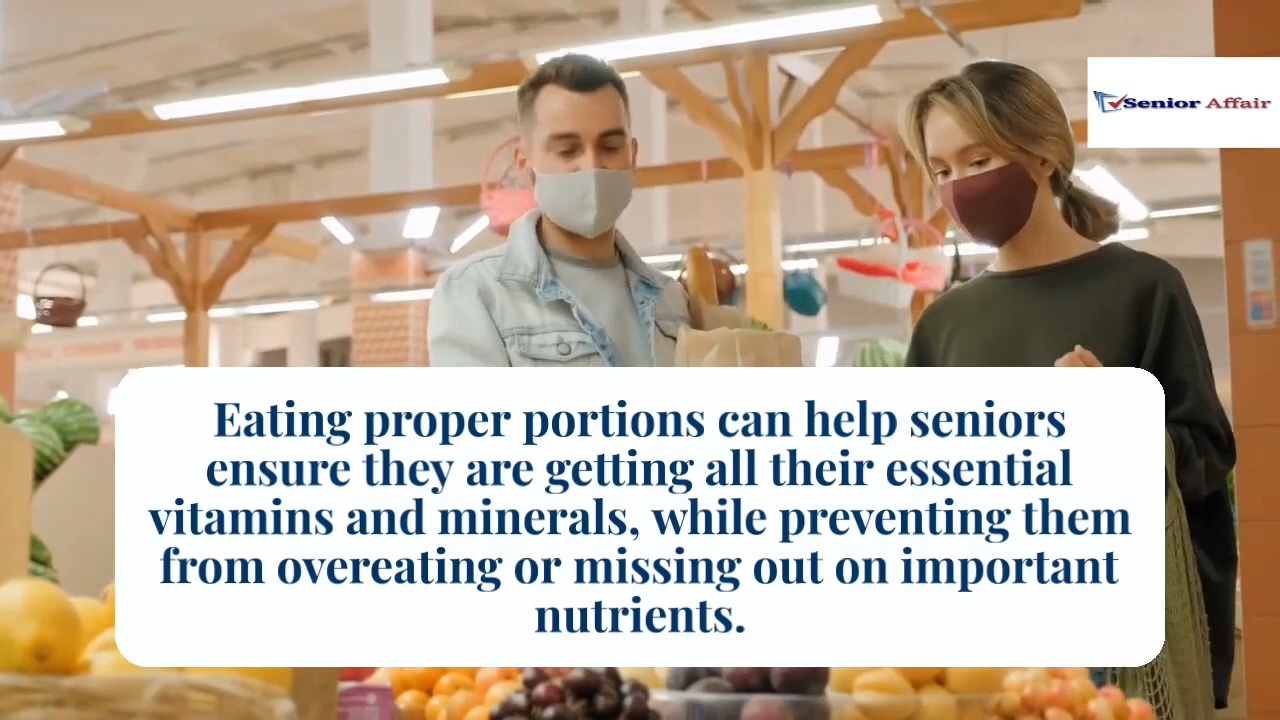 Senior Affair
Eating proper portions can help seniors
ensure they are getting all their essential
vitamins and minerals, while preventing them
from overeating or missing out on important
nutrients.